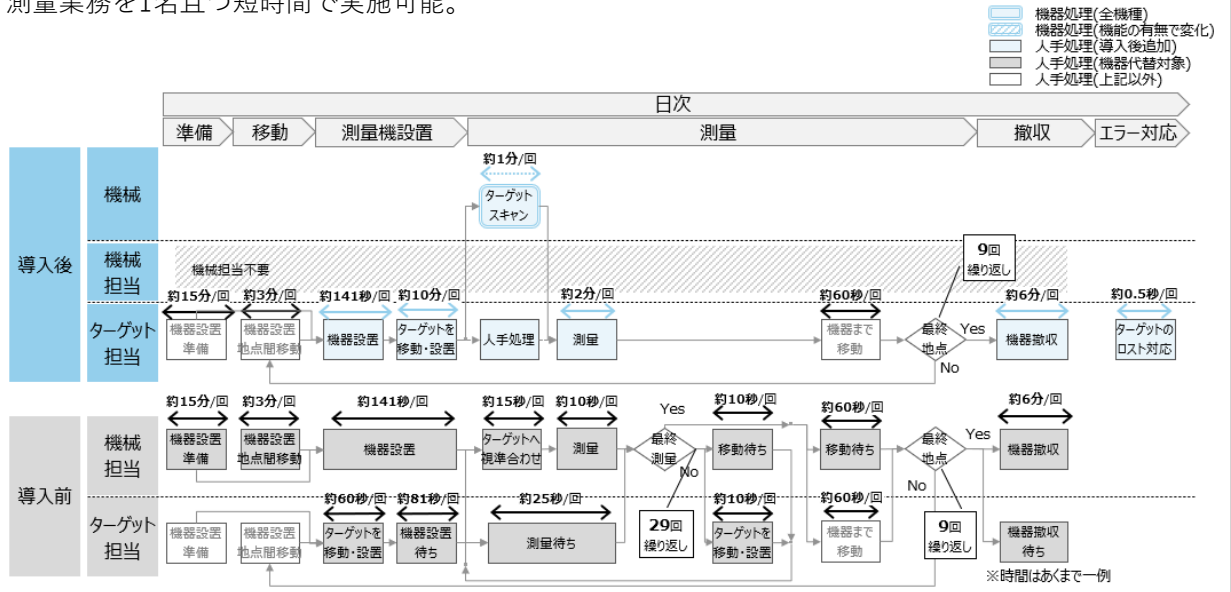 測量業務を1名且つ短時間で実施可能。
機器処理(全機種)
機器処理(機能の有無で変化)
人手処理(導入後追加)
人手処理(機器代替対象)
人手処理(上記以外)
日次
準備
移動
測量機設置
測量
撤収
エラー対応
導入後
機械
約1分/回
ターゲット
スキャン
機械
担当
機械担当不要
9回
繰り返し
ターゲット
担当
約15分/回
約3分/回
約141秒/回
約10分/回
約2分/回
約60秒/回
約6分/回
約0.5秒/回
機器設置
準備
機器設置
地点間移動
機器設置
ターゲットを
移動・設置
人手処理
測量
機器まで
移動
最終
地点
Yes
No
機器撤収
ターゲットの
ロスト対応
導入前
機械
担当
約15分/回
約3分/回
約141秒/回
約15秒/回
約10秒/回
約10秒/回
約60秒/回
約6分/回
機器設置
準備
機器設置
地点間移動
機器設置
ターゲットへ
視準合わせ
測量
最終
測量
Yes
No
移動待ち
移動待ち
最終
地点
Yes
No
機器撤収
ターゲット
担当
約60秒/回
約81秒/回
約25秒/回
約10秒/回
約60秒/回
機器設置
準備
機器設置
地点間移動
ターゲットを
移動・設置
機器設置
待ち
測量待ち
29回
繰り返し
ターゲットを
移動・設置
機器まで
移動
9回
繰り返し
機器撤収
待ち
※時間はあくまで一例